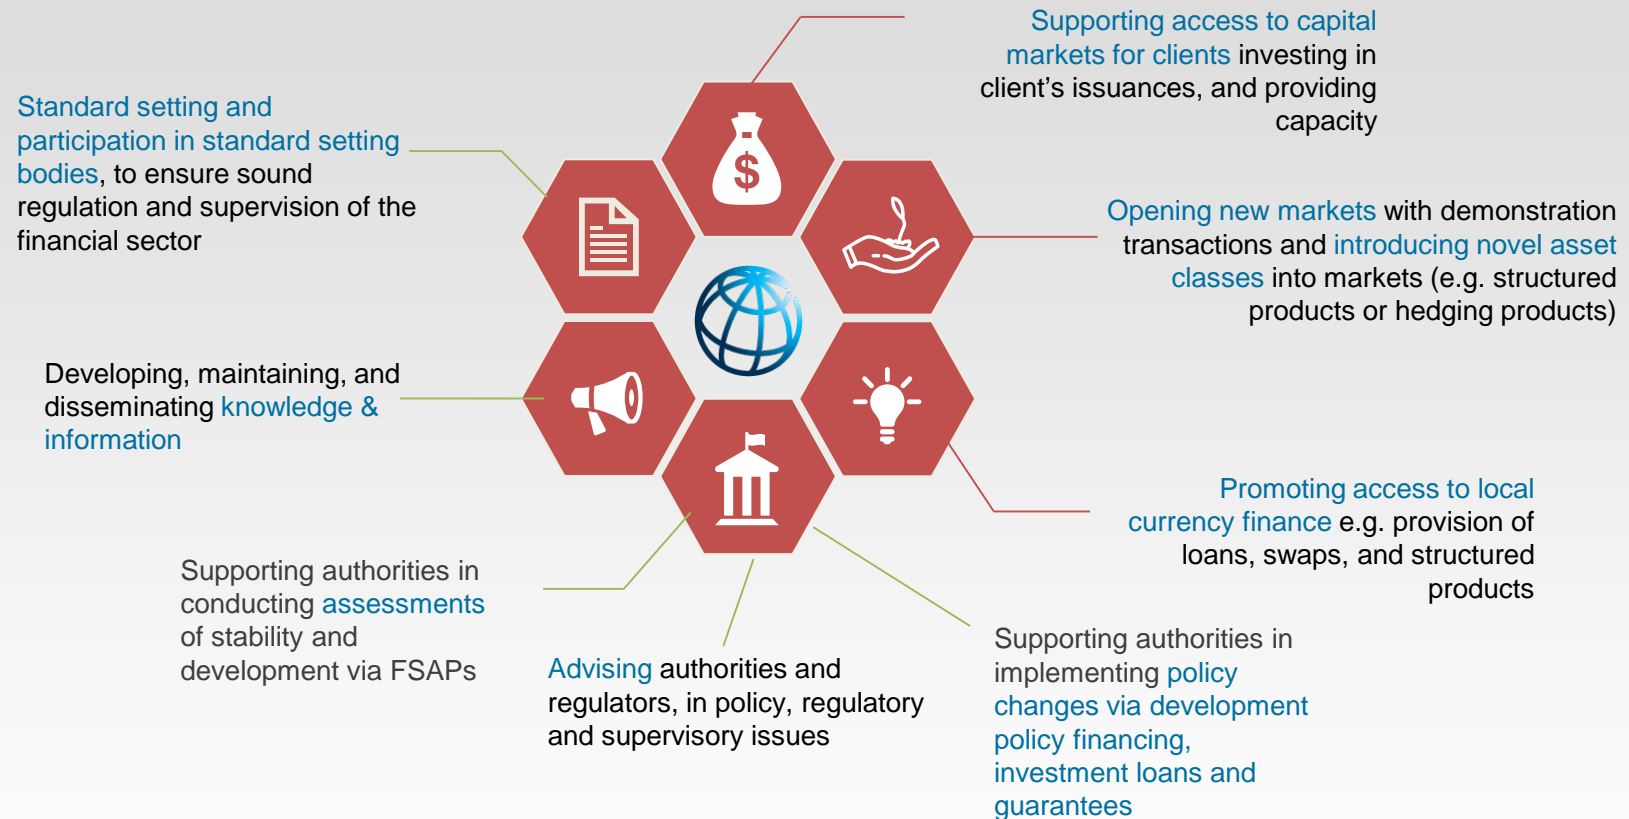 Supporting access to capital
markets for clients investing in
client's issuances, and providing
capacity
Standard setting and
participation in standard setting
bodies, to ensure sound
regulation and supervision of the
financial sector
$
Opening new markets with demonstration
transactions and introducing novel asset
classes into markets (e.g. structured
products or hedging products)
Developing, maintaining, and
disseminating knowledge &
information
Promoting access to local
currency finance e.g. provision of
loans, swaps, and structured
products
Supporting authorities in
conducting assessments
of stability and
development via FSAPs
Advising authorities and
regulators, in policy, regulatory
and supervisory issues
Supporting authorities in
implementing policy
changes via development
policy financing,
investment loans and
guarantees